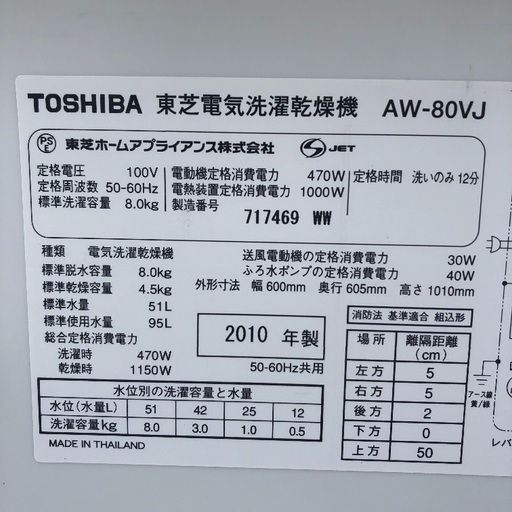 TOSHIBA 東芝電気洗濯乾燥機 AW-80VJ
PSE 東芝ホームアプライアンス株式会社 S JET
定格電圧 100V
定格周波数 50-60Hz
標準洗濯容量 8.0kg
電動機定格消費電力 470W
電熱装置定格消費電力 1000W
製造番号 717469 WW
定格時間 洗いのみ 12分
種類 電気洗濯乾燥機
標準脱水容量 8.0kg
標準乾燥容量 4.5kg
標準水量 51L
標準使用水量 95L
総合定格消費電力
洗濯時 470W
乾燥時 1150W
送風電動機の定格消費電力 30W
ふろ水ポンプの定格消費電力 40W
外形寸法 幅 600mm 奥行 605mm 高さ 1010mm
2010 年製
50-60Hz共用
消防法 基準適合 組込形
場所 離隔距離(cm)
左方 5
右方 5
後方 2
下方 0
上方 50
水位別の洗濯容量と水量
水位(水量L) 51 42 25 12
洗濯容量kg 8.0 3.0 1.0 0.5
MADE IN THAILAND
アース線
黄/緑
レバ